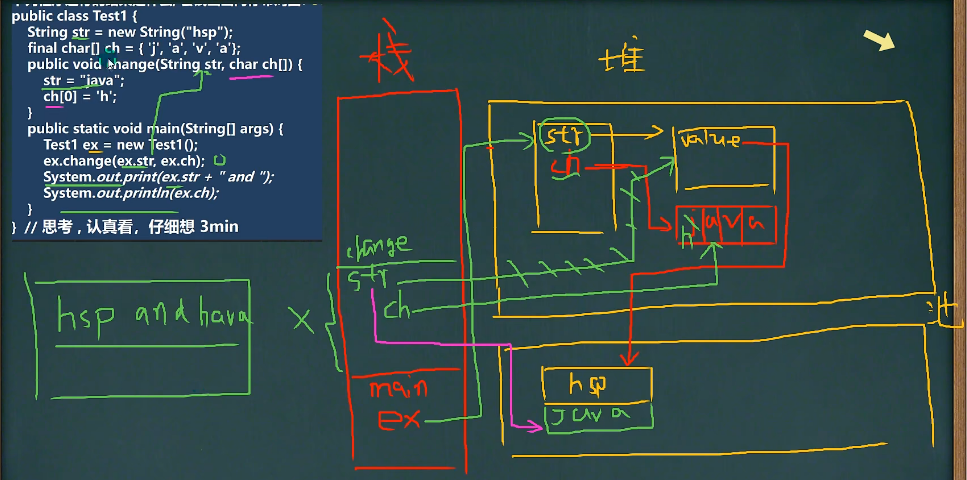 public class Test1 {
String str = new String("hsp");
final char[] ch = { 'j', 'a', 'v', 'a'};
public void change(String str, char ch[]) {
str = "java";
ch[0] = 'h';
}
public static void main(String[] args) {
Test1 ex = new Test1();
ex.change(ex.str, ex.ch);
System.out.print(ex.str + " and ");
System.out.println(ex.ch);
}
} // 思考，认真看，仔细想 3min
栈
堆
str
ch
value
h a v a
change
str
ch
hsp and hava
main
ex
hsp
java